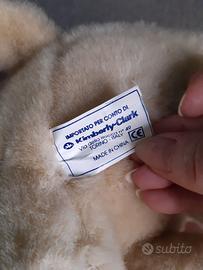 IMPORTATO PER CONTO DI
Kimberly-Clark
TORINO - ITALY
MADE IN CHINA
CE
subito